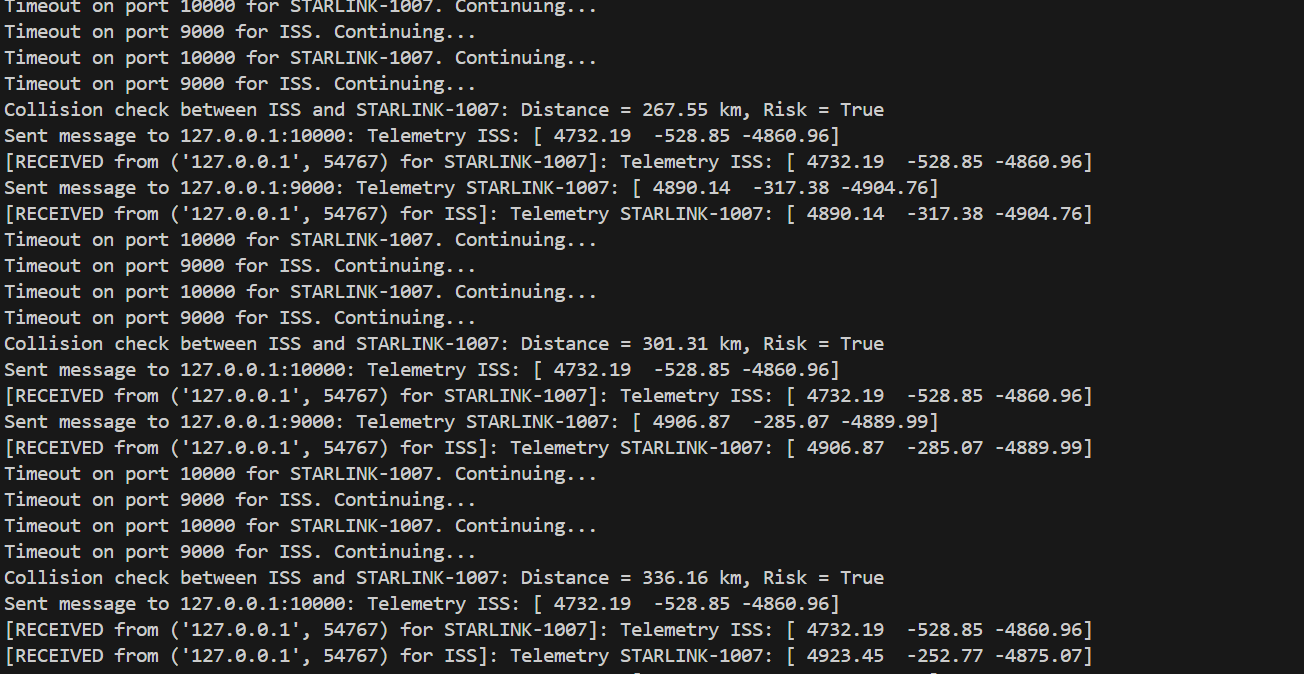 Timeout on port 10000 for STARLINK-1007. Continuing...
Timeout on port 9000 for ISS. Continuing...
Timeout on port 10000 for STARLINK-1007. Continuing...
Timeout on port 9000 for ISS. Continuing...
Collision check between ISS and STARLINK-1007: Distance = 267.55 km, Risk = True
Sent message to 127.0.0.1:10000: Telemetry ISS: [ 4732.19  -528.85 -4860.96]
[RECEIVED from ('127.0.0.1', 54767) for STARLINK-1007]: Telemetry ISS: [ 4732.19  -528.85 -4860.96]
Sent message to 127.0.0.1:9000: Telemetry STARLINK-1007: [ 4890.14  -317.38 -4904.76]
[RECEIVED from ('127.0.0.1', 54767) for ISS]: Telemetry STARLINK-1007: [ 4890.14  -317.38 -4904.76]
Timeout on port 10000 for STARLINK-1007. Continuing...
Timeout on port 9000 for ISS. Continuing...
Timeout on port 10000 for STARLINK-1007. Continuing...
Timeout on port 9000 for ISS. Continuing...
Collision check between ISS and STARLINK-1007: Distance = 301.31 km, Risk = True
Sent message to 127.0.0.1:10000: Telemetry ISS: [ 4732.19  -528.85 -4860.96]
[RECEIVED from ('127.0.0.1', 54767) for STARLINK-1007]: Telemetry ISS: [ 4732.19  -528.85 -4860.96]
Sent message to 127.0.0.1:9000: Telemetry STARLINK-1007: [ 4906.87  -285.07 -4889.99]
[RECEIVED from ('127.0.0.1', 54767) for ISS]: Telemetry STARLINK-1007: [ 4906.87  -285.07 -4889.99]
Timeout on port 10000 for STARLINK-1007. Continuing...
Timeout on port 9000 for ISS. Continuing...
Timeout on port 10000 for STARLINK-1007. Continuing...
Timeout on port 9000 for ISS. Continuing...
Collision check between ISS and STARLINK-1007: Distance = 336.16 km, Risk = True
Sent message to 127.0.0.1:10000: Telemetry ISS: [ 4732.19  -528.85 -4860.96]
[RECEIVED from ('127.0.0.1', 54767) for STARLINK-1007]: Telemetry ISS: [ 4732.19  -528.85 -4860.96]
[RECEIVED from ('127.0.0.1', 54767) for ISS]: Telemetry STARLINK-1007: [ 4923.45  -252.77 -4875.07]